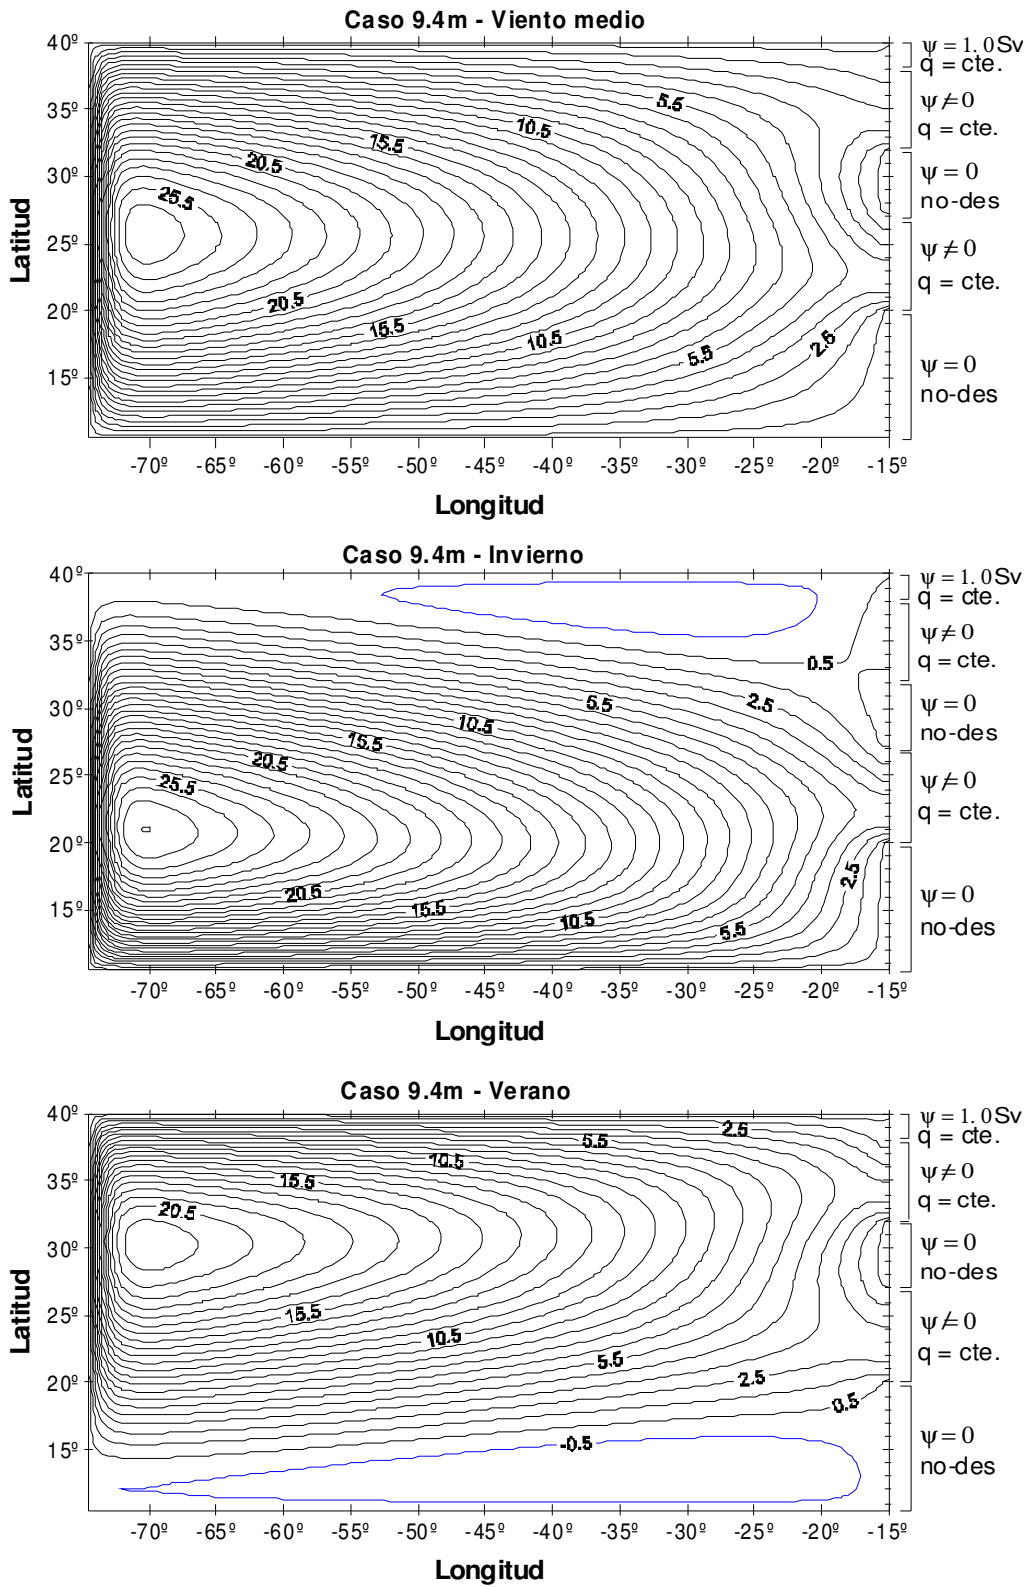 Caso 9.4m - Viento medio
40º
35º
30º
25º
20º
15º
Latitud
5.5
10.5
15.5
20.5
25.5
20.5
15.5
10.5
5.5
2.5
ψ = 1.0Sv
q = cte.
ψ ≠ 0
q = cte.
ψ = 0
no-des
ψ ≠ 0
q = cte.
ψ = 0
no-des
-70º -65º -60º -55º -50º -45º -40º -35º -30º -25º -20º -15º
Longitud
Caso 9.4m - Invierno
40º
35º
30º
25º
20º
15º
Latitud
0.5
2.5
5.5
10.5
15.5
20.5
25.5
20.5
15.5
10.5
5.5
2.5
ψ = 1.0Sv
q = cte.
ψ ≠ 0
q = cte.
ψ = 0
no-des
ψ ≠ 0
q = cte.
ψ = 0
no-des
-70º -65º -60º -55º -50º -45º -40º -35º -30º -25º -20º -15º
Longitud
Caso 9.4m - Verano
40º
35º
30º
25º
20º
15º
Latitud
2.5
5.5
10.5
15.5
20.5
15.5
10.5
5.5
2.5
0.5
-0.5
ψ = 1.0Sv
q = cte.
ψ ≠ 0
q = cte.
ψ = 0
no-des
ψ ≠ 0
q = cte.
ψ = 0
no-des
-70º -65º -60º -55º -50º -45º -40º -35º -30º -25º -20º -15º
Longitud